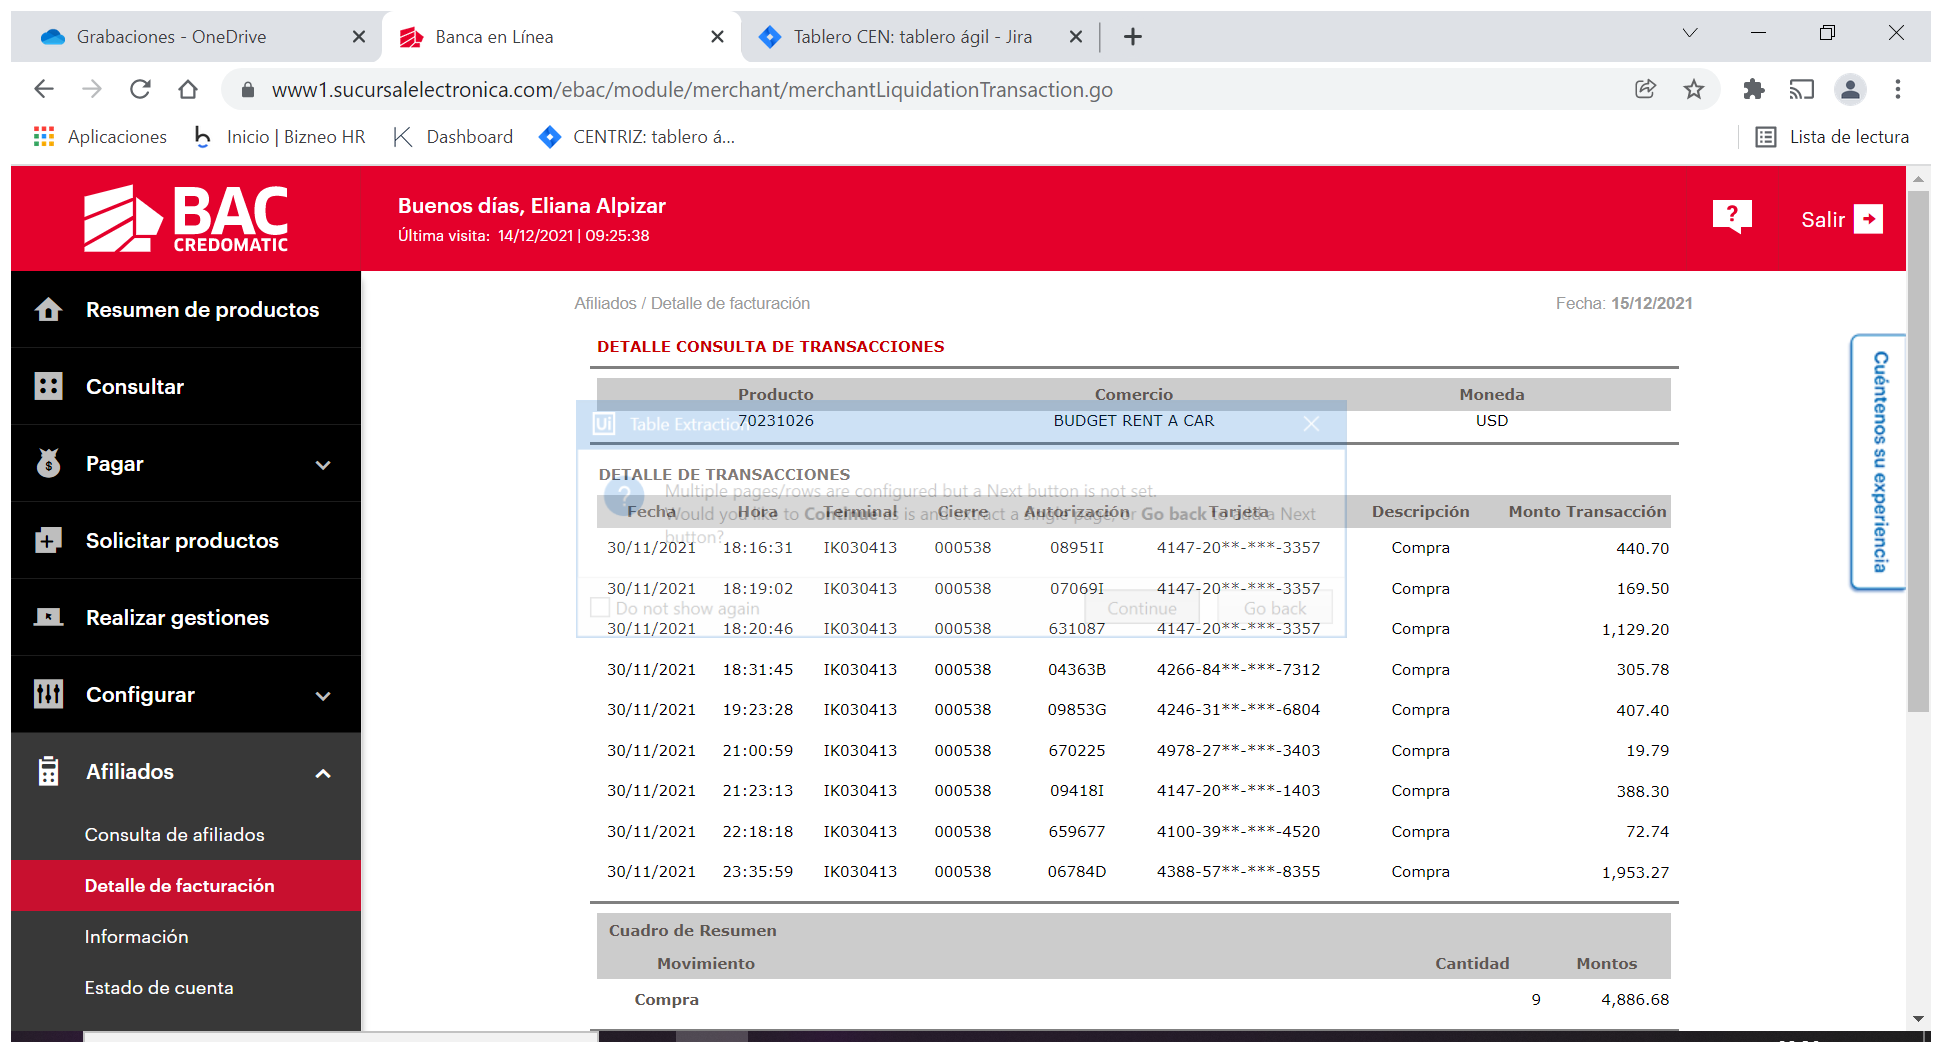 Grabaciones - OneDrive
Banca en Línea
Tablero CEN: tablero ágil - Jira
www1.sucursalelectronica.com/ebac/module/merchant/merchantLiquidationTransaction.go
Aplicaciones
Inicio | Bizneo HR
Dashboard
CENTRIZ: tablero á...
Lista de lectura
BAC
CREDOMATIC
Buenos días, Eliana Alpizar
Última visita: 14/12/2021 | 09:25:38
?
Salir
Resumen de productos
Consultar
Pagar
Solicitar productos
Realizar gestiones
Configurar
Afiliados
Consulta de afiliados
Detalle de facturación
Información
Estado de cuenta
Afiliados / Detalle de facturación
Fecha: 15/12/2021
DETALLE CONSULTA DE TRANSACCIONES
Producto Comercio Moneda
70231026 BUDGET RENT A CAR USD
Ui Table Extraction
DETALLE DE TRANSACCIONES
Multiple pages/rows are configured but a Next button is not set.
Would you like to Continue as is and extract a single page, or Go back to add a Next
button?
Do not show again
Continue
Go back
Fecha Hora Terminal Cierre Autorización Tarjeta Descripción Monto Transacción
30/11/2021 18:16:31 IK030413 000538 08951I 4147-20**-***-3357 Compra 440.70
30/11/2021 18:19:02 IK030413 000538 07069I 4147-20**-***-3357 Compra 169.50
30/11/2021 18:20:46 IK030413 000538 631087 4147-20**-***-3357 Compra 1,129.20
30/11/2021 18:31:45 IK030413 000538 04363B 4266-84**-***-7312 Compra 305.78
30/11/2021 19:23:28 IK030413 000538 09853G 4246-31**-***-6804 Compra 407.40
30/11/2021 21:00:59 IK030413 000538 670225 4978-27**-***-3403 Compra 19.79
30/11/2021 21:23:13 IK030413 000538 09418I 4147-20**-***-1403 Compra 388.30
30/11/2021 22:18:18 IK030413 000538 659677 4100-39**-***-4520 Compra 72.74
30/11/2021 23:35:59 IK030413 000538 06784D 4388-57**-***-8355 Compra 1,953.27
Cuadro de Resumen
Movimiento Cantidad Montos
Compra 9 4,886.68
Cuéntenos su experiencia